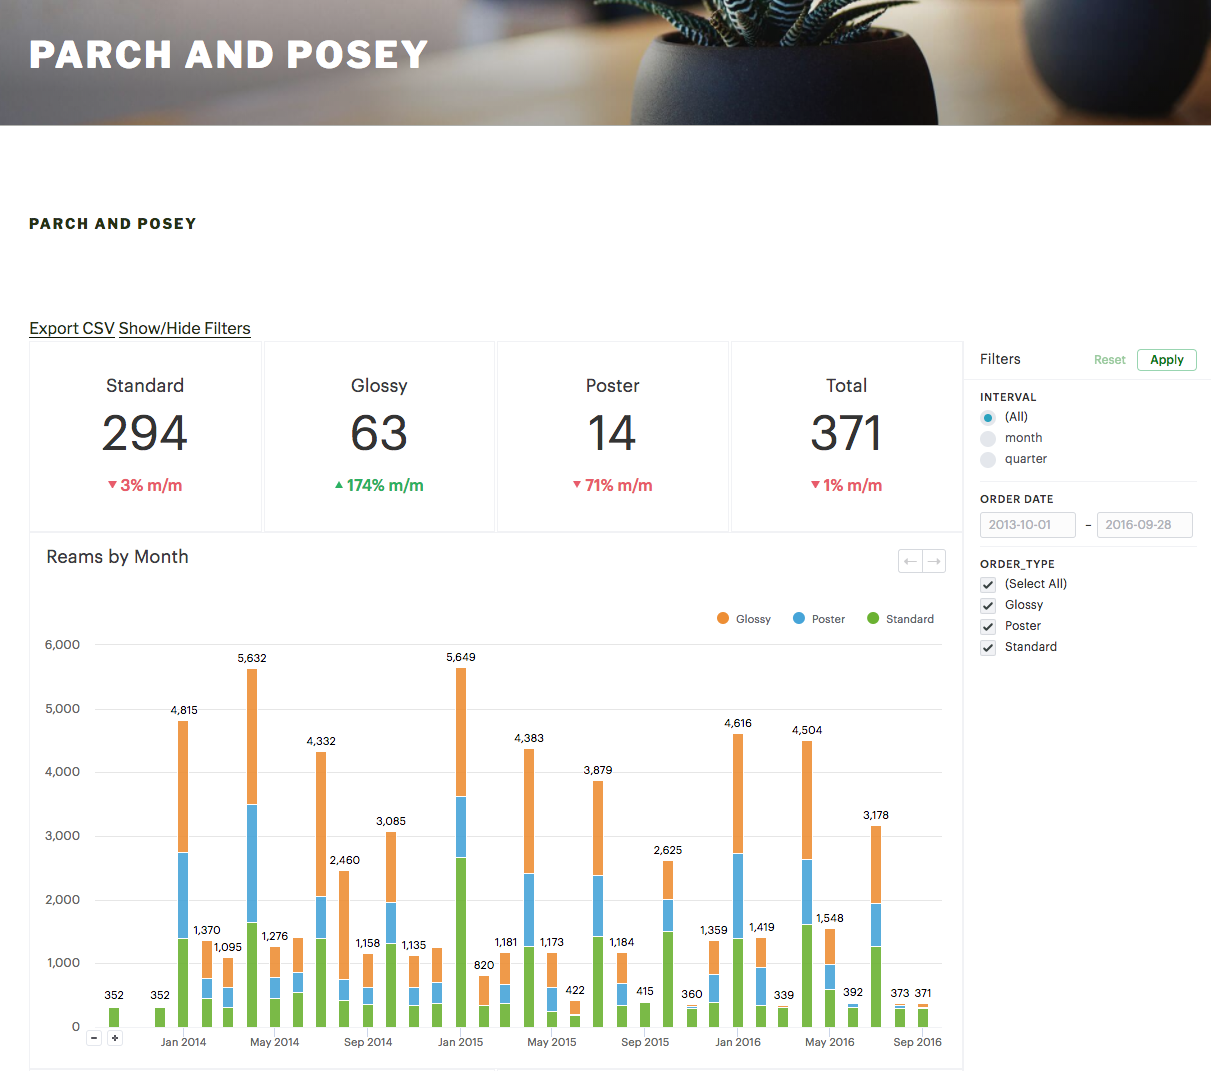 PARCH AND POSEY
PARCH AND POSEY
Export CSV Show/Hide Filters
Standard
294
▼3% m/m
Glossy
63
▲174% m/m
Poster
14
▼71% m/m
Total
371
▼1% m/m
Filters
Reset
Apply
INTERVAL
(All)
month
quarter
ORDER DATE
2013-10-01 – 2016-09-28
ORDER_TYPE
(Select All)
Glossy
Poster
Standard
Reams by Month
← →
Glossy Poster Standard
6,000
5,000
4,000
3,000
2,000
1,000
0
352
352
4,815
1,370
1,095
5,632
1,276
4,332
2,460
1,158
3,085
1,135
5,649
820
1,181
4,383
1,173
422
3,879
1,184
415
2,625
360
1,359
4,616
1,419
339
4,504
1,548
392
3,178
373
371
− +
Jan 2014 May 2014 Sep 2014 Jan 2015 May 2015 Sep 2015 Jan 2016 May 2016 Sep 2016